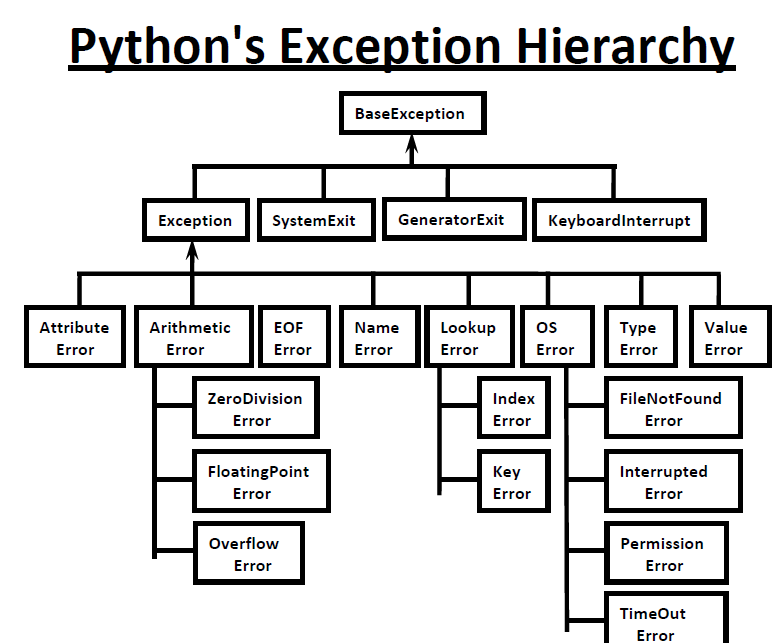 Python's Exception Hierarchy
BaseException
Exception
SystemExit
GeneratorExit
KeyboardInterrupt
Attribute
Error
Arithmetic
Error
EOF
Error
Name
Error
Lookup
Error
OS
Error
Type
Error
Value
Error
ZeroDivision
Error
FloatingPoint
Error
Overflow
Error
Index
Error
Key
Error
FileNotFound
Error
Interrupted
Error
Permission
Error
TimeOut
Error